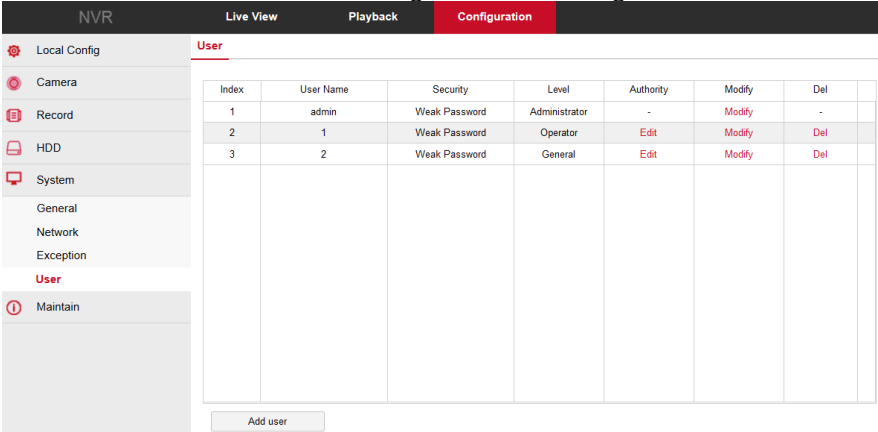 NVR Live View Playback Configuration
Local Config
Camera
Record
HDD
System
General
Network
Exception
User
Maintain
User
Index User Name Security Level Authority Modify Del
1 admin Weak Password Administrator - Modify -
2 1 Weak Password Operator Edit Modify Del
3 2 Weak Password General Edit Modify Del
Add user